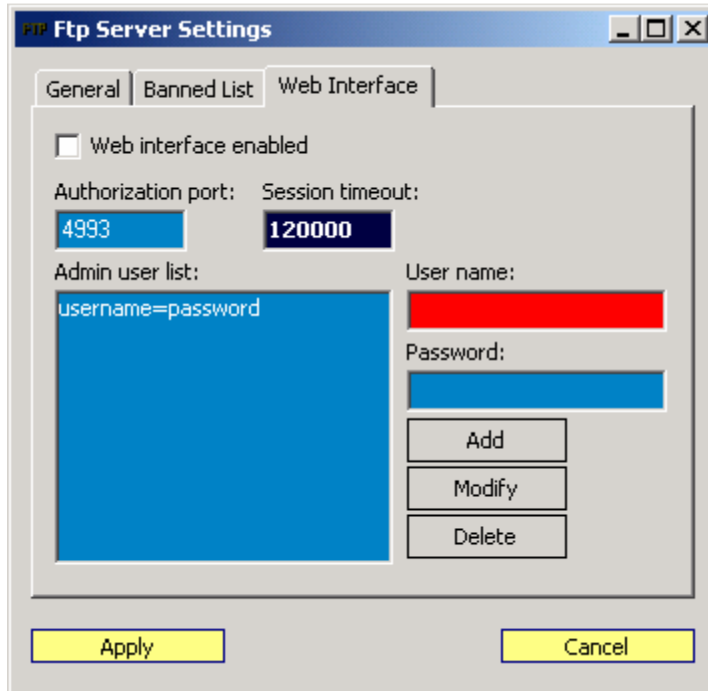 FTP Ftp Server Settings
General Banned List Web Interface
Web interface enabled
Authorization port: Session timeout:
4993 120000
Admin user list: User name:
username=password
Password:
Add
Modify
Delete
Apply Cancel